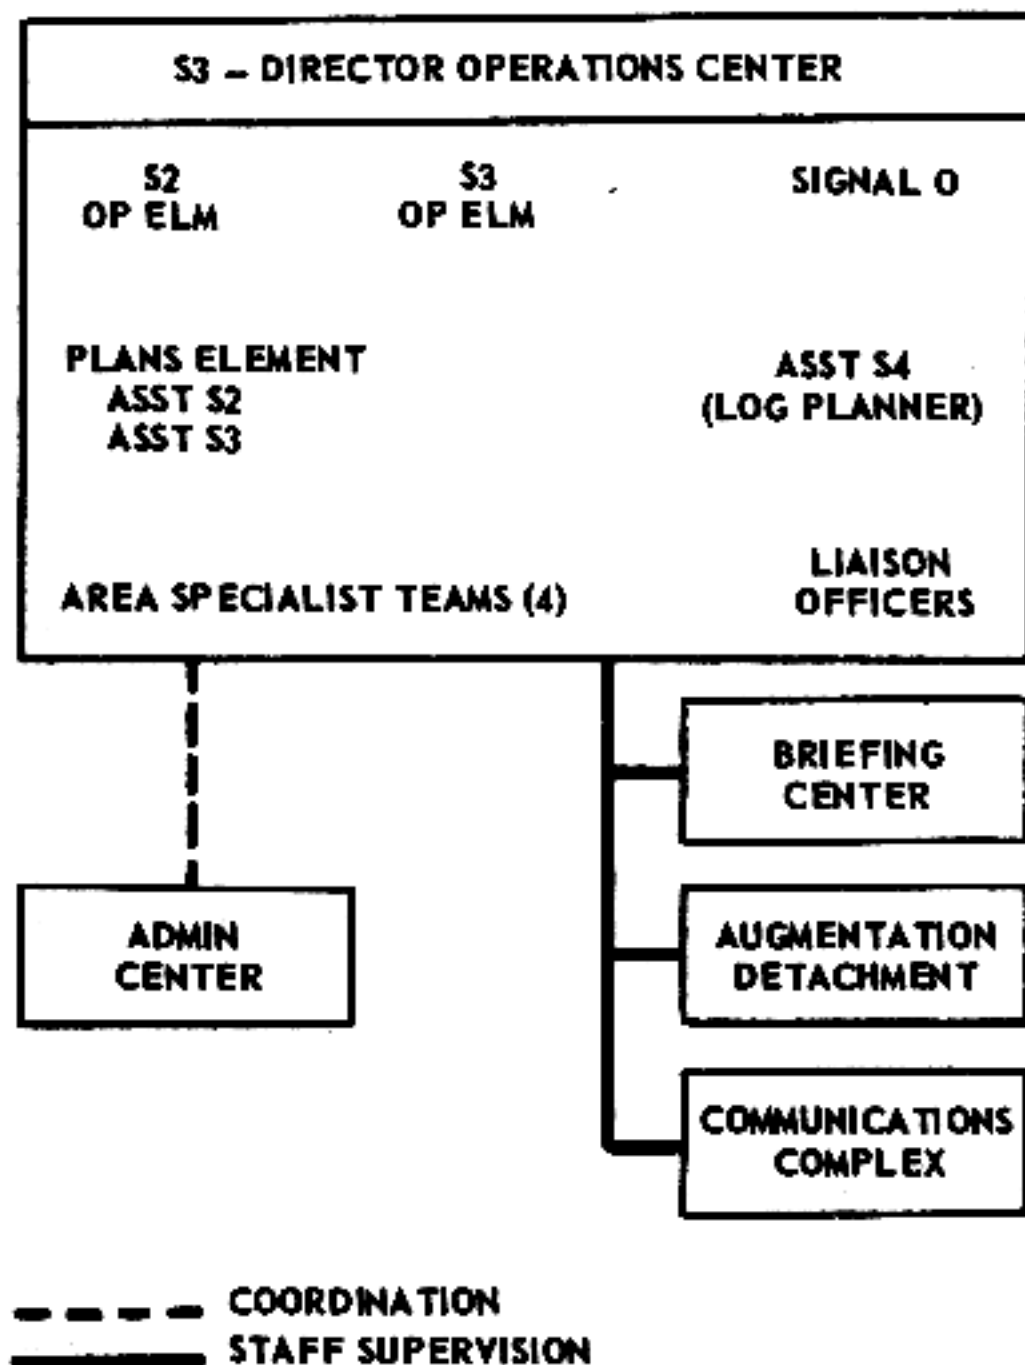 S3 – DIRECTOR OPERATIONS CENTER
S2
OP ELM
S3
OP ELM
SIGNAL O
PLANS ELEMENT
ASST S2
ASST S3
ASST S4
(LOG PLANNER)
AREA SPECIALIST TEAMS (4)
LIAISON
OFFICERS
BRIEFING
CENTER
ADMIN
CENTER
AUGMENTATION
DETACHMENT
COMMUNICATIONS
COMPLEX
COORDINATION
STAFF SUPERVISION